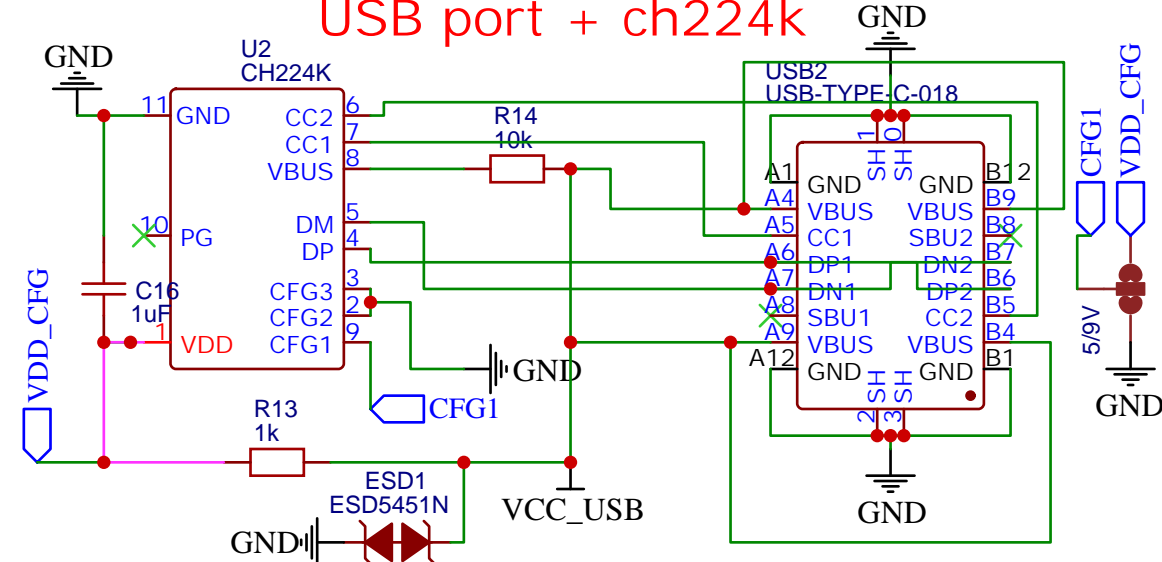 USB port + ch224k
GND
GND
U2
CH224K
USB2
USB-TYPE-C-018
VDD_CFG
CFG1
11
GND
CC2
6
CC1
7
VBUS
8
R14
10k
10
PG
DM
5
DP
4
CFG3
3
CFG2
2
CFG1
9
1
VDD
C16
1uF
VDD_CFG
GND
CFG1
R13
1k
ESD1
ESD5451N
GND
VCC_USB
1
SH
0
SH
A1
GND
GND
B12
A4
VBUS
VBUS
B9
A5
CC1
SBU2
B8
A6
DP1
DN2
B7
A7
DN1
DP2
B6
A8
SBU1
CC2
B5
A9
VBUS
VBUS
B4
A12
GND
GND
B1
2
SH
3
SH
GND
5/9V
GND